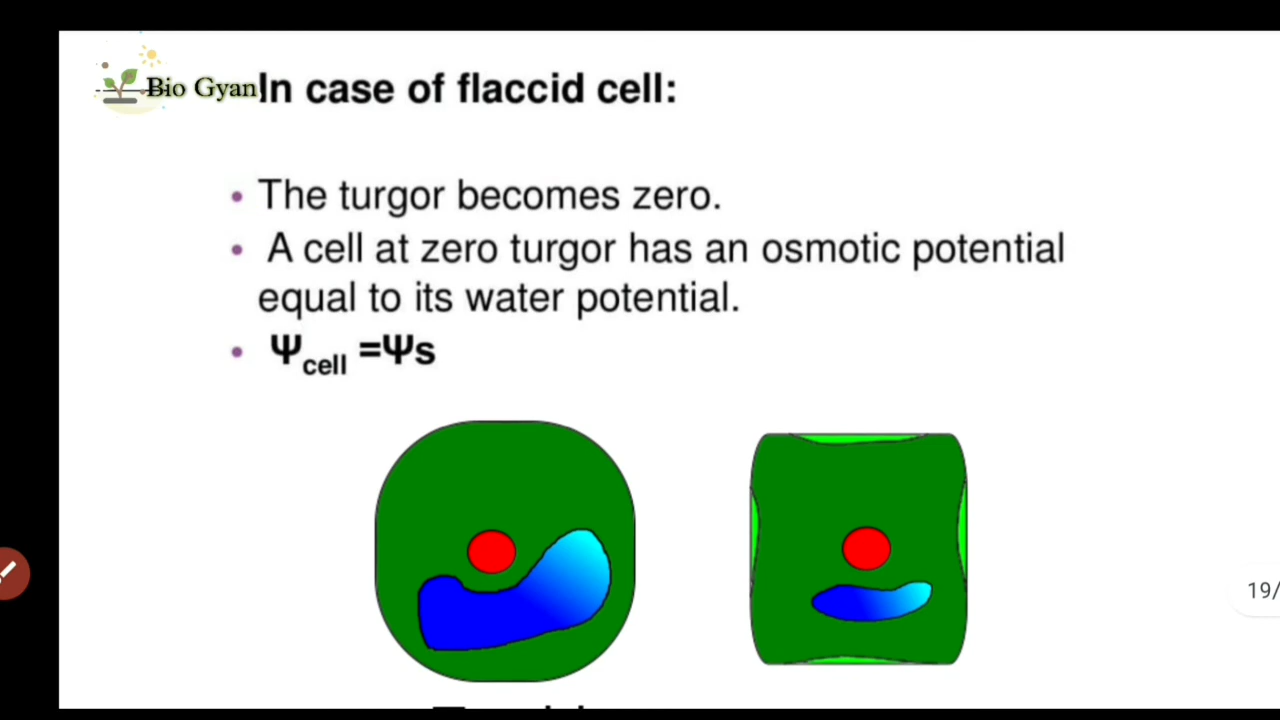 Bio Gyan
In case of flaccid cell:
• The turgor becomes zero.
• A cell at zero turgor has an osmotic potential
equal to its water potential.
• Ψcell =Ψs
19/